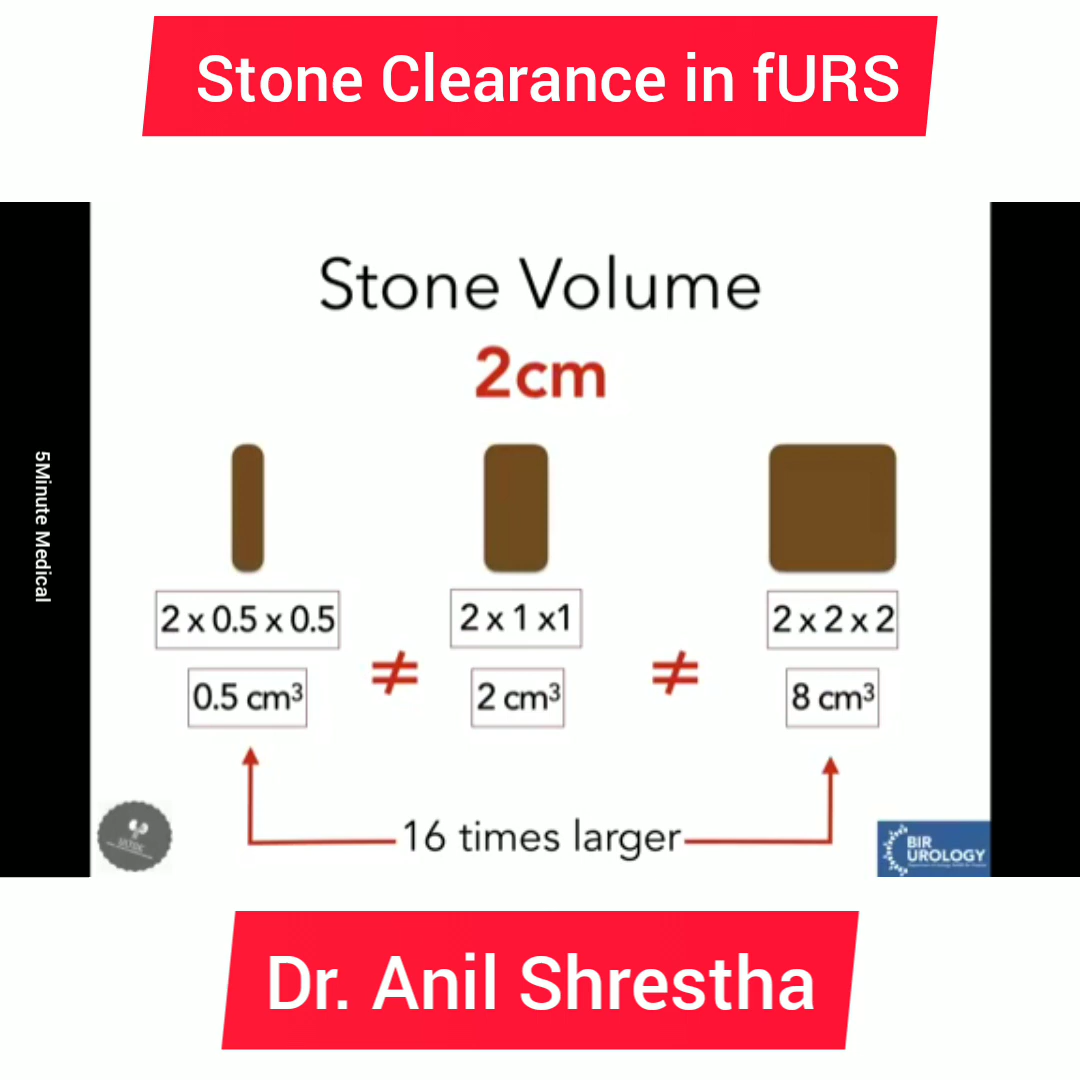 Stone Clearance in fURS
Stone Volume
2cm
2 x 0.5 x 0.5
2 x 1 x1
2 x 2 x 2
≠
≠
0.5 cm³
2 cm³
8 cm³
16 times larger
BIR
UROLOGY
5Minute Medical
Dr. Anil Shrestha